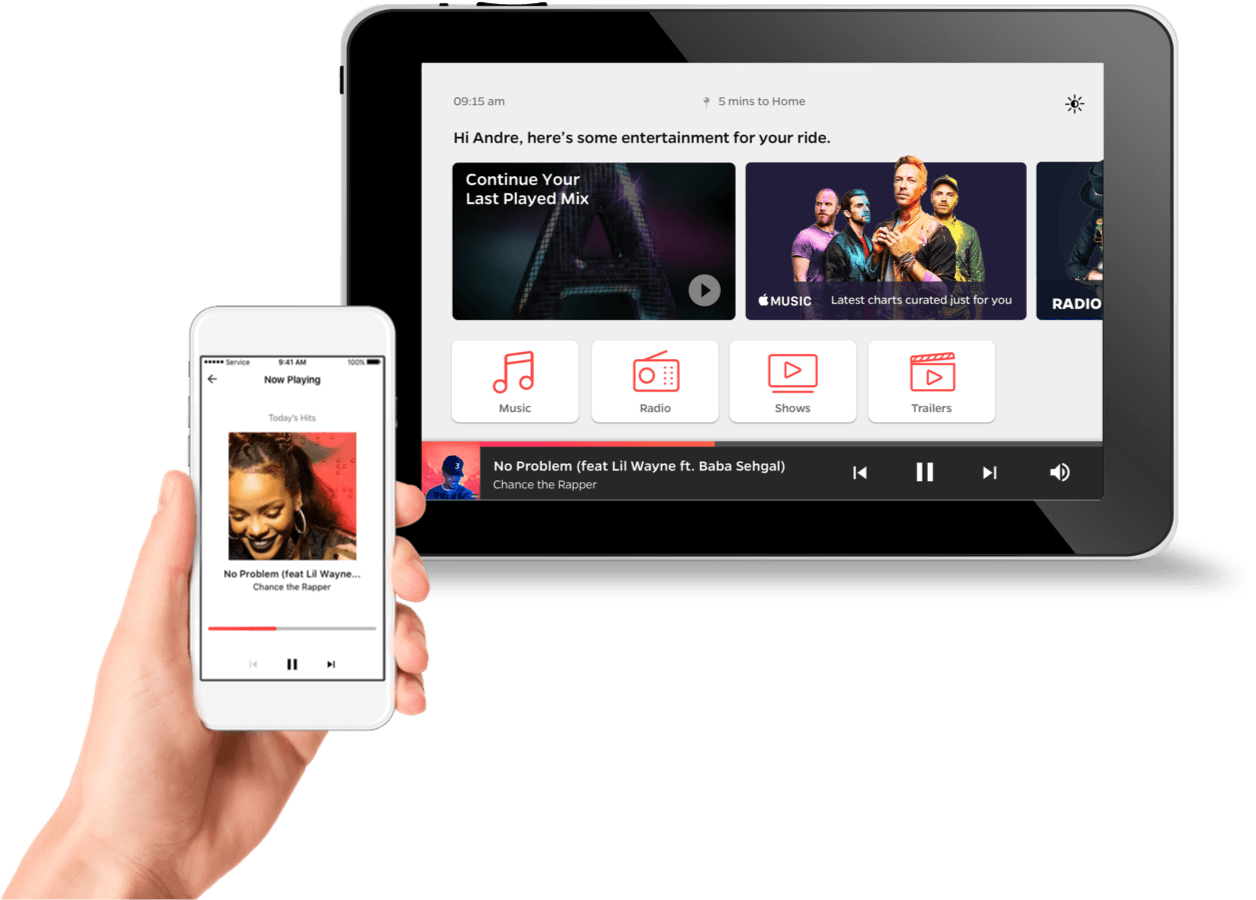 09:15 am
5 mins to Home
Hi Andre, here's some entertainment for your ride.
Continue Your
Last Played Mix
MUSIC
Latest charts curated just for you
RADIO
Music
Radio
Shows
Trailers
No Problem (feat Lil Wayne ft. Baba Sehgal)
Chance the Rapper
3
Service
9:41 AM
100%
Now Playing
Today's Hits
No Problem (feat Lil Wayne...
Chance the Rapper